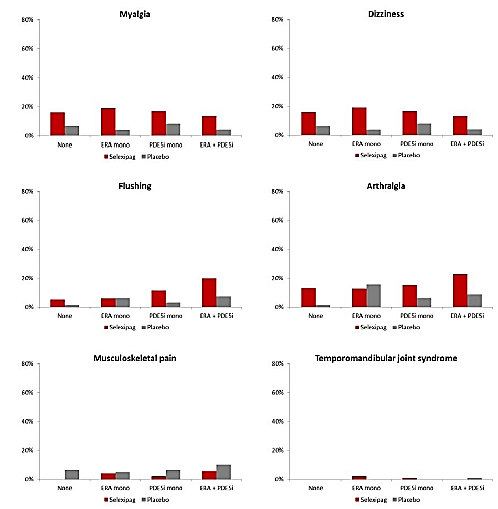 Myalgia
80%
60%
40%
20%
0%
None ERA mono PDE5i mono ERA + PDE5i
Selexipag Placebo
Dizziness
80%
60%
40%
20%
0%
None ERA mono PDE5i mono ERA + PDE5i
Selexipag Placebo
Flushing
80%
60%
40%
20%
0%
None ERA mono PDE5i mono ERA + PDE5i
Selexipag Placebo
Arthralgia
80%
60%
40%
20%
0%
None ERA mono PDE5i mono ERA + PDE5i
Selexipag Placebo
Musculoskeletal pain
80%
60%
40%
20%
0%
None ERA mono PDE5i mono ERA + PDE5i
Selexipag Placebo
Temporomandibular joint syndrome
80%
60%
40%
20%
0%
None ERA mono PDE5i mono ERA + PDE5i
Selexipag Placebo